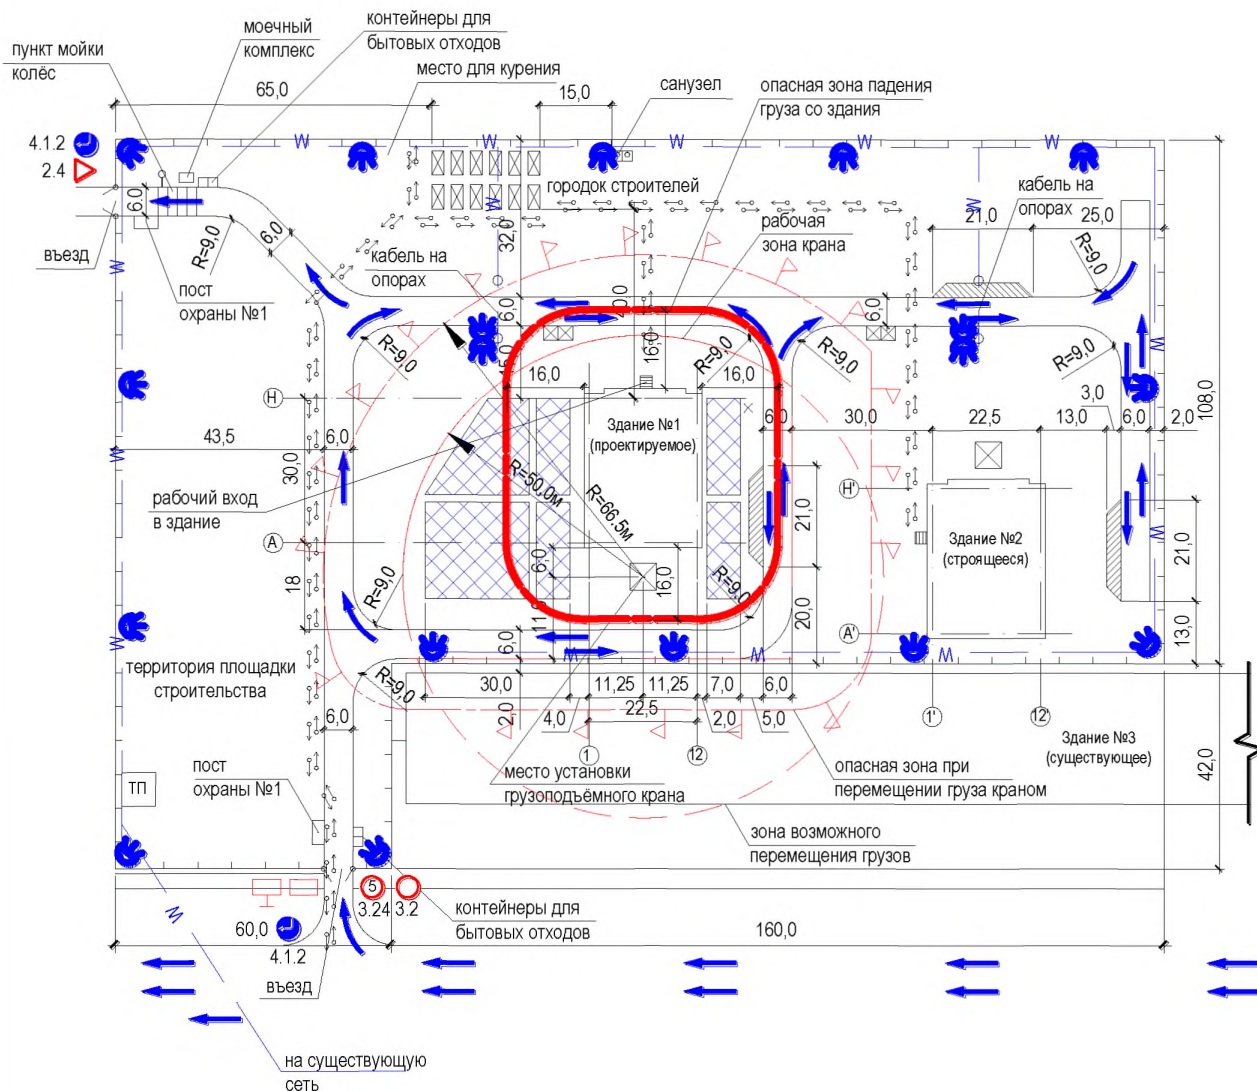 контейнеры для
бытовых отходов
моечный
комплекс
пункт мойки
колёс
место для курения
санузел
опасная зона падения
груза со здания
65,0
15,0
4.1.2
2.4
6,0
въезд
R=9,0
6,0
пост
охраны №1
городок строителей
32,0
кабель на
опорах
рабочая
зона крана
кабель на
опорах
21,0
25,0
R=9,0
6,0
40,0
16,0
6,0
R=9,0
R=9,0
R=9,0
R=9,0
16,0
16,0
3,0
108,0
Н
43,5
6,0
30,0
Здание №1
(проектируемое)
6,0
30,0
22,5
13,0
6,0
2,0
рабочий вход
в здание
R=50,0м
R=66.5м
Н'
21,0
21,0
А
Здание №2
(строящееся)
6,0
16,0
18
R=9,0
R=9,0
11,0
20,0
13,0
А'
6,0
территория площадки
строительства
R=9,0
6,0
30,0
11,25
11,25
7,0
6,0
2,0
4,0
22,5
2,0
5,0
1
12
1'
12'
Здание №3
(существующее)
42,0
ТП
пост
охраны №1
место установки
грузоподъёмного крана
опасная зона при
перемещении груза краном
зона возможного
перемещения грузов
5
3.24
3.2
контейнеры для
бытовых отходов
60,0
4.1.2
160,0
въезд
на существующую
сеть